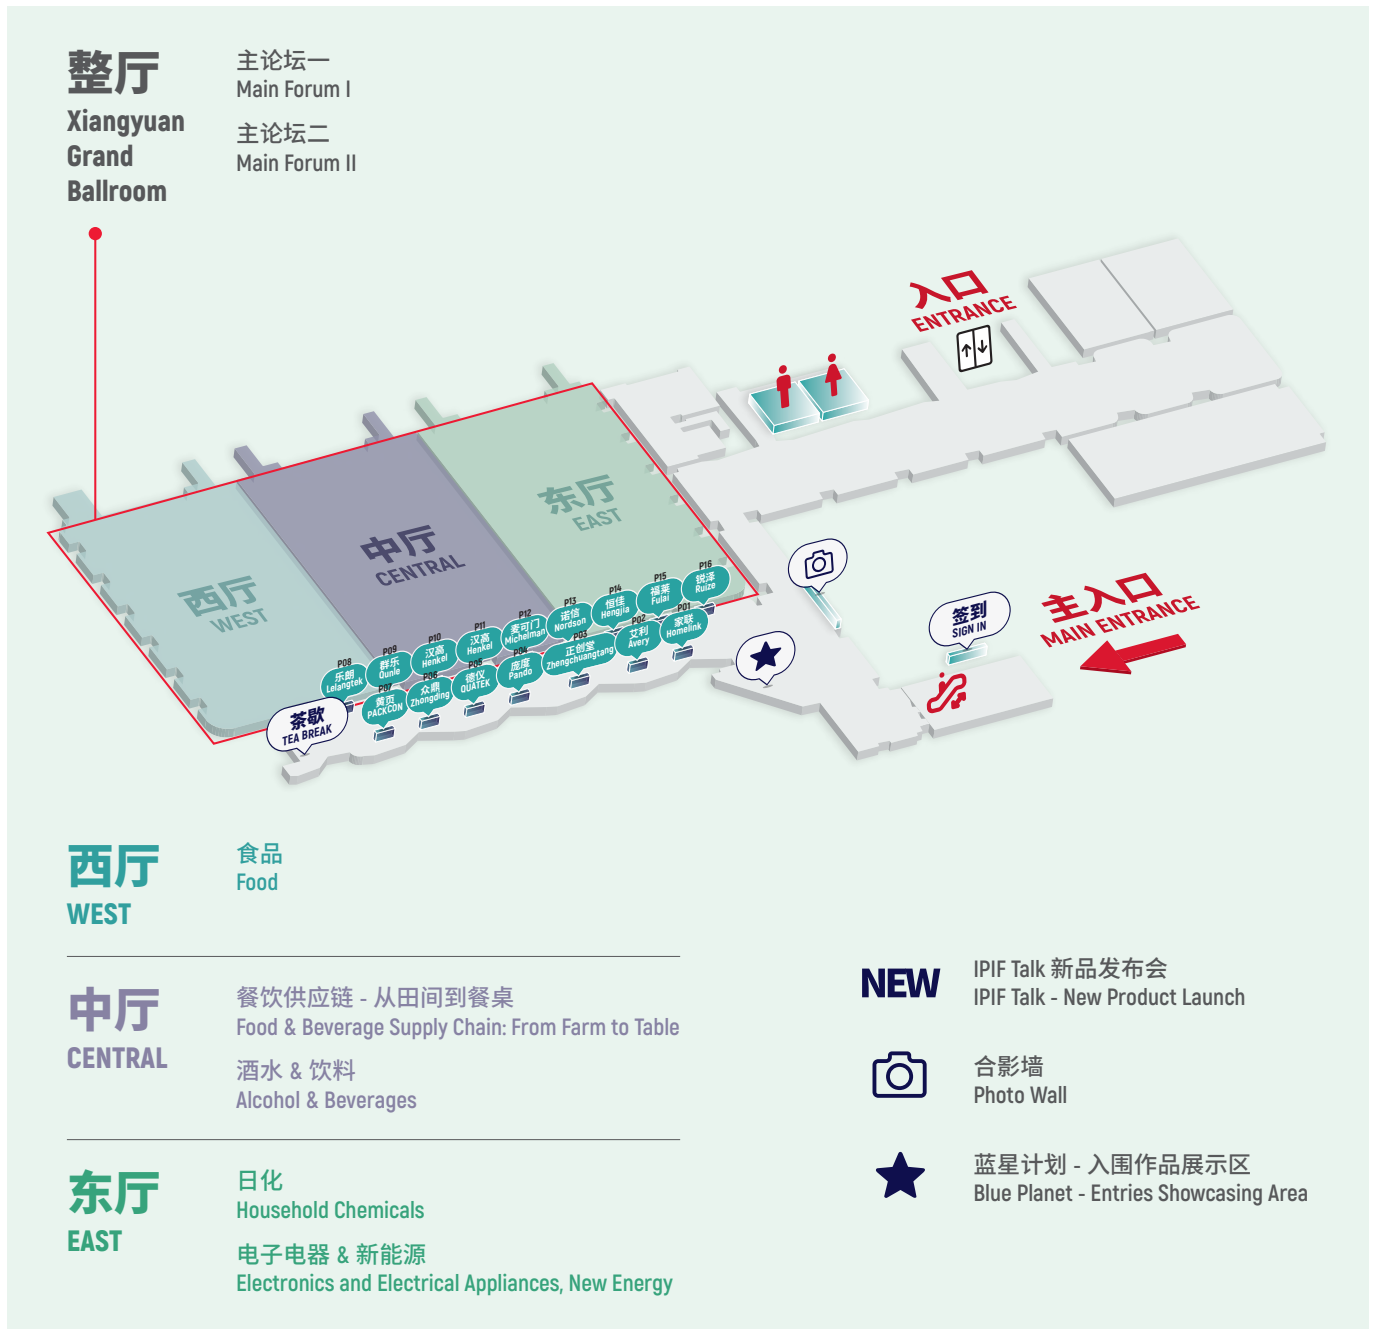 整厅
Xiangyuan
Grand
Ballroom
主论坛一
Main Forum I
主论坛二
Main Forum II
入口
ENTRANCE
东厅
EAST
中厅
CENTRAL
西厅
WEST
P16
锐泽
Ruize
P15
福莱
Fulai
P14
恒佳
Hengjia
P13
诺信
Nordson
P12
麦可门
Michelman
P11
汉高
Henkel
P10
汉高
Henkel
P09
群乐
Qunle
P08
乐朗
Lelangtek
P01
家联
Homelink
P02
艾利
Avery
P03
正创堂
Zhengchuangtang
P04
庞度
Pando
P05
德仪
QUATEK
P06
众鼎
Zhongding
P07
黄页
PACKCON
茶歇
TEA BREAK
签到
SIGN IN
主入口
MAIN ENTRANCE
西厅
WEST
食品
Food
中厅
CENTRAL
餐饮供应链 - 从田间到餐桌
Food & Beverage Supply Chain: From Farm to Table
酒水 & 饮料
Alcohol & Beverages
东厅
EAST
日化
Household Chemicals
电子电器 & 新能源
Electronics and Electrical Appliances, New Energy
NEW
IPIF Talk 新品发布会
IPIF Talk - New Product Launch
合影墙
Photo Wall
蓝星计划 - 入围作品展示区
Blue Planet - Entries Showcasing Area